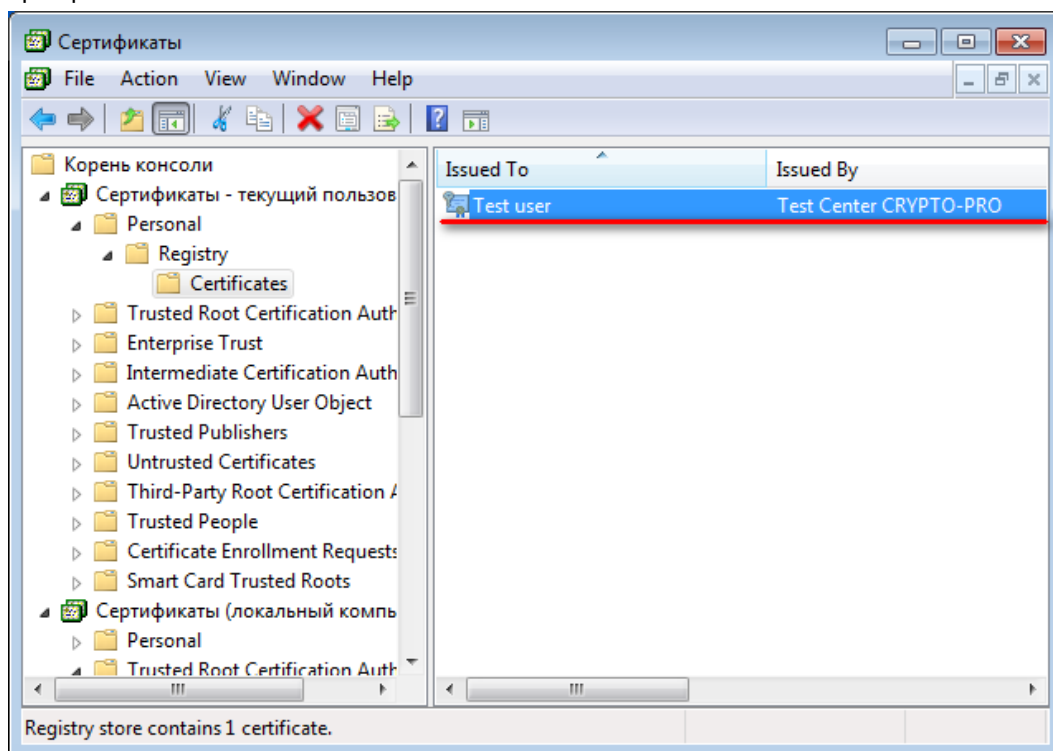 Сертификаты
File Action View Window Help
Корень консоли
Сертификаты - текущий пользов
Personal
Registry
Certificates
Trusted Root Certification Auth
Enterprise Trust
Intermediate Certification Auth
Active Directory User Object
Trusted Publishers
Untrusted Certificates
Third-Party Root Certification A
Trusted People
Certificate Enrollment Requests
Smart Card Trusted Roots
Сертификаты (локальный компь
Personal
Trusted Root Certification Auth
Issued To Issued By
Test user Test Center CRYPTO-PRO
Registry store contains 1 certificate.